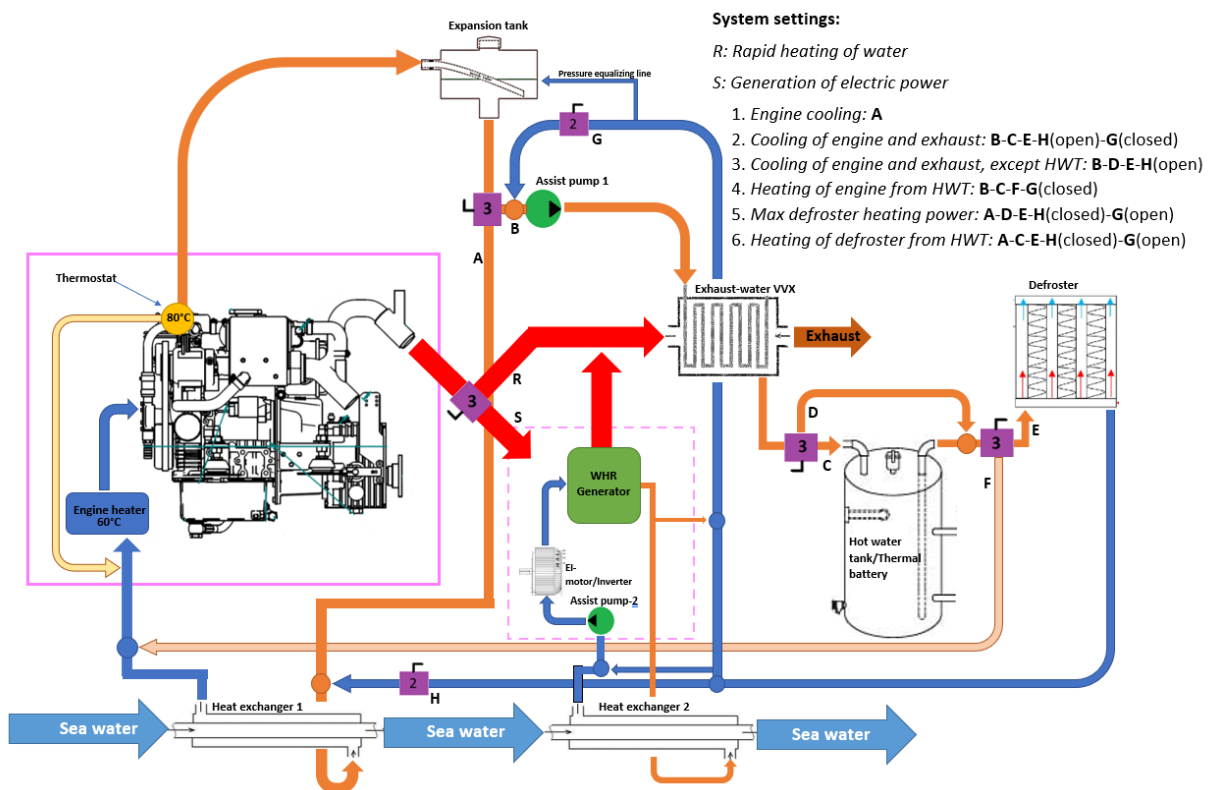 System settings:
R: Rapid heating of water
S: Generation of electric power
1. Engine cooling: A
2. Cooling of engine and exhaust: B-C-E-H(open)-G(closed)
3. Cooling of engine and exhaust, except HWT: B-D-E-H(open)
4. Heating of engine from HWT: B-C-F-G(closed)
5. Max defroster heating power: A-D-E-H(closed)-G(open)
6. Heating of defroster from HWT: A-C-E-H(closed)-G(open)
Expansion tank
Pressure equalizing line
2
G
Assist pump 1
3
B
A
Thermostat
80°C
Engine heater
60°C
Exhaust-water VVX
Exhaust
Defroster
R
3
S
D
3
C
3
E
F
WHR
Generator
El-
motor/Inverter
Assist pump-2
Hot water
tank/Thermal
battery
2
H
Heat exchanger 1
Heat exchanger 2
Sea water
Sea water
Sea water